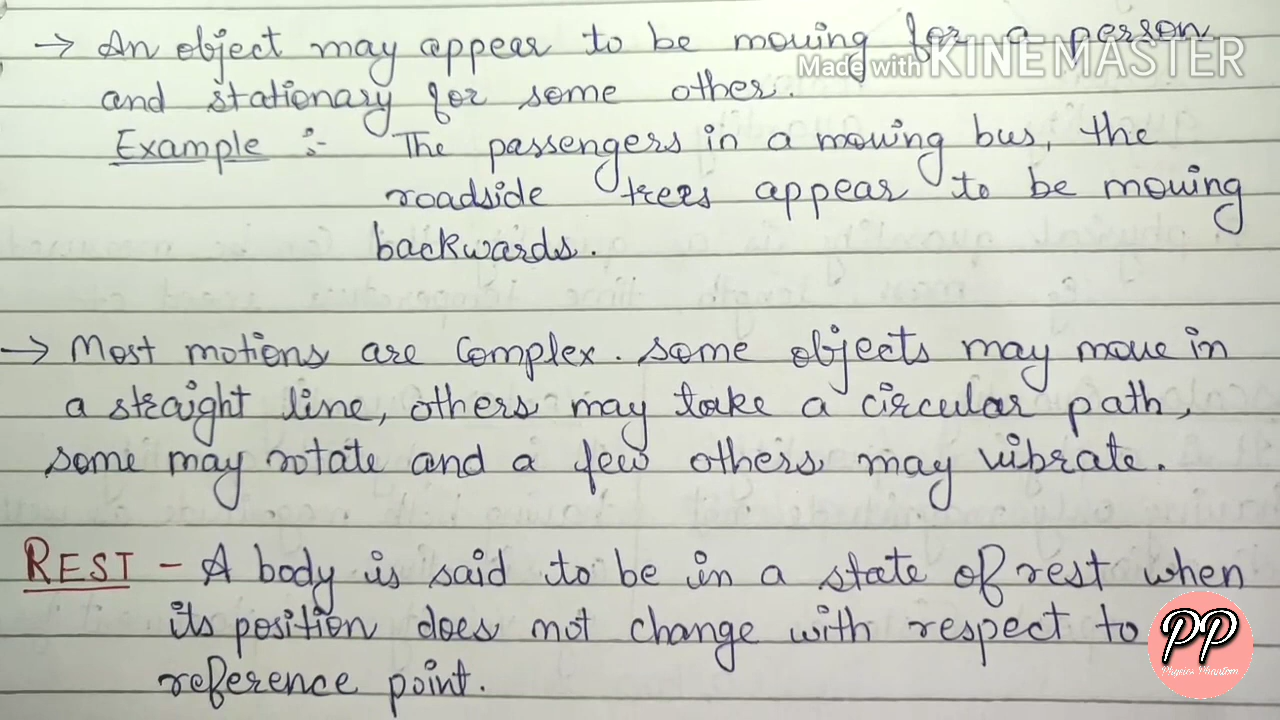 → An object may appear to be moving for a person
Made with KINEMASTER
and stationary for some other.
Example :- The passengers in a moving bus, the
roadside trees appear to be moving
backwards.
→ Most motions are Complex. Some objects may move in
a straight line, others may take a circular path,
some may rotate and a few others may vibrate.
REST - A body is said to be in a state of rest when
its position does not change with respect to
reference point.
PP
Physics Phantom